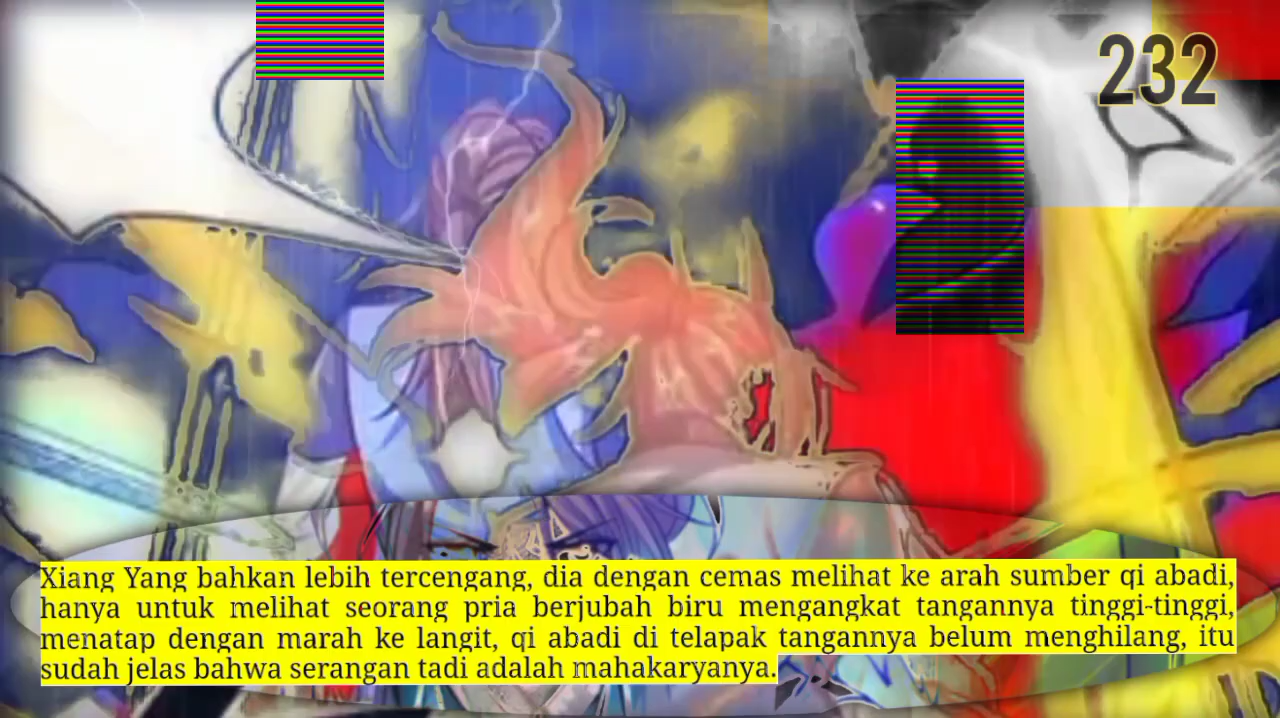 232
Xiang Yang bahkan lebih tercengang, dia dengan cemas melihat ke arah sumber qi abadi,
hanya untuk melihat seorang pria berjubah biru mengangkat tangannya tinggi-tinggi,
menatap dengan marah ke langit, qi abadi di telapak tangannya belum menghilang, itu
sudah jelas bahwa serangan tadi adalah mahakaryanya.